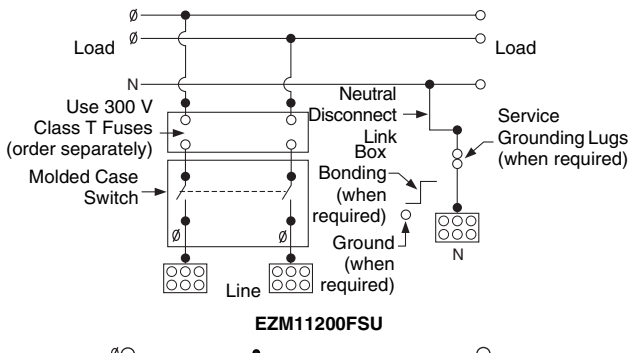 ø
ø
Load
Load
N
Use 300 V
Class T Fuses
(order separately)
Neutral
Disconnect
Link
Service
Grounding Lugs
(when required)
Molded Case
Switch
Box
Bonding
(when
required)
Ground
(when
required)
ø
ø
Line
N
EZM11200FSU
ø